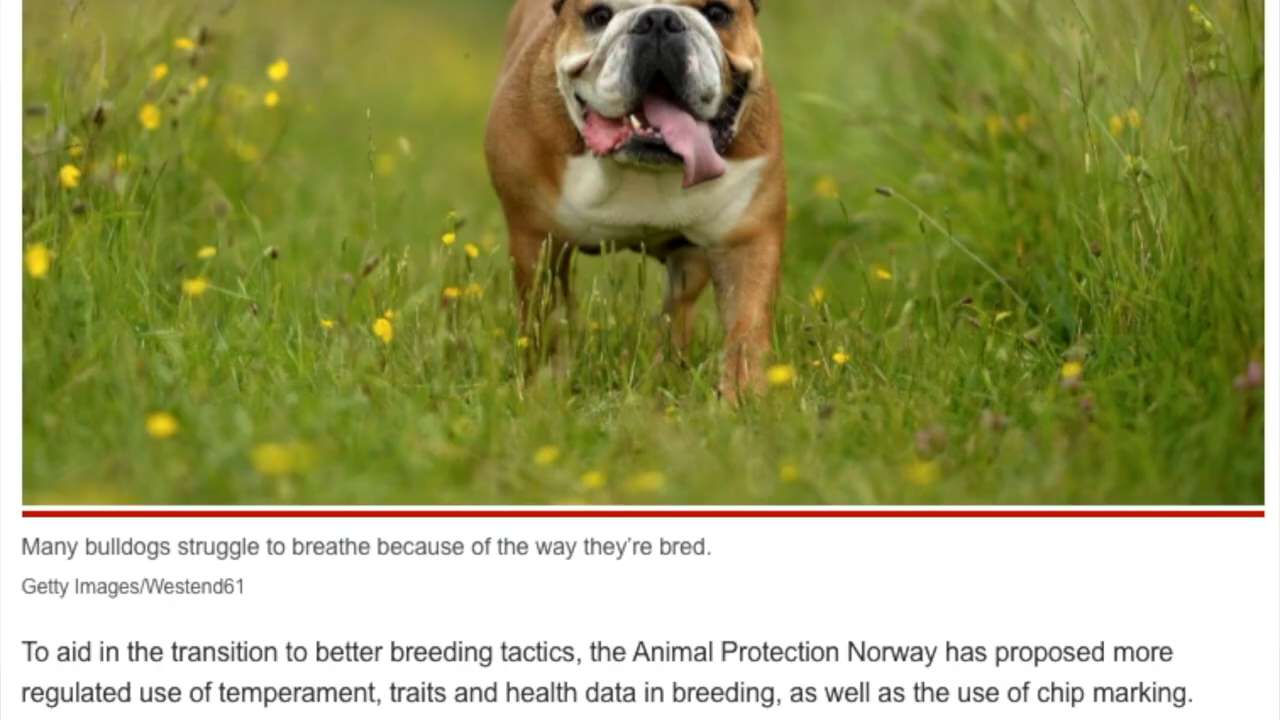 Many bulldogs struggle to breathe because of the way they’re bred.
Getty Images/Westend61
To aid in the transition to better breeding tactics, the Animal Protection Norway has proposed more
regulated use of temperament, traits and health data in breeding, as well as the use of chip marking.